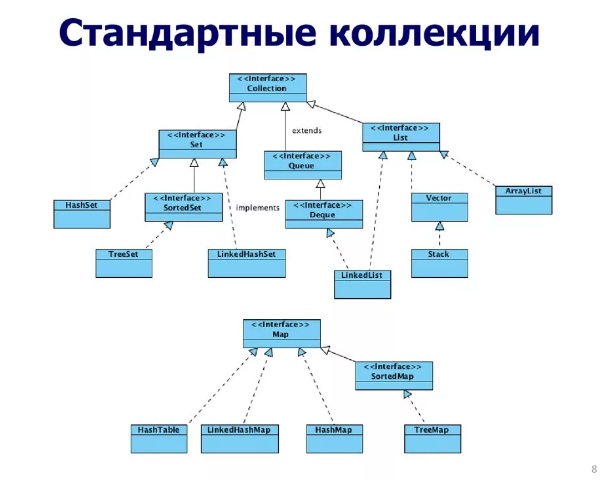 Стандартные коллекции
<<Interface>>
Collection
extends
<<Interface>>
Set
<<Interface>>
Queue
<<Interface>>
List
HashSet
<<Interface>>
SortedSet
implements
<<Interface>>
Deque
Vector
ArrayList
TreeSet
LinkedHashSet
LinkedList
Stack
<<Interface>>
Map
<<Interface>>
SortedMap
HashTable
LinkedHashMap
HashMap
TreeMap
8